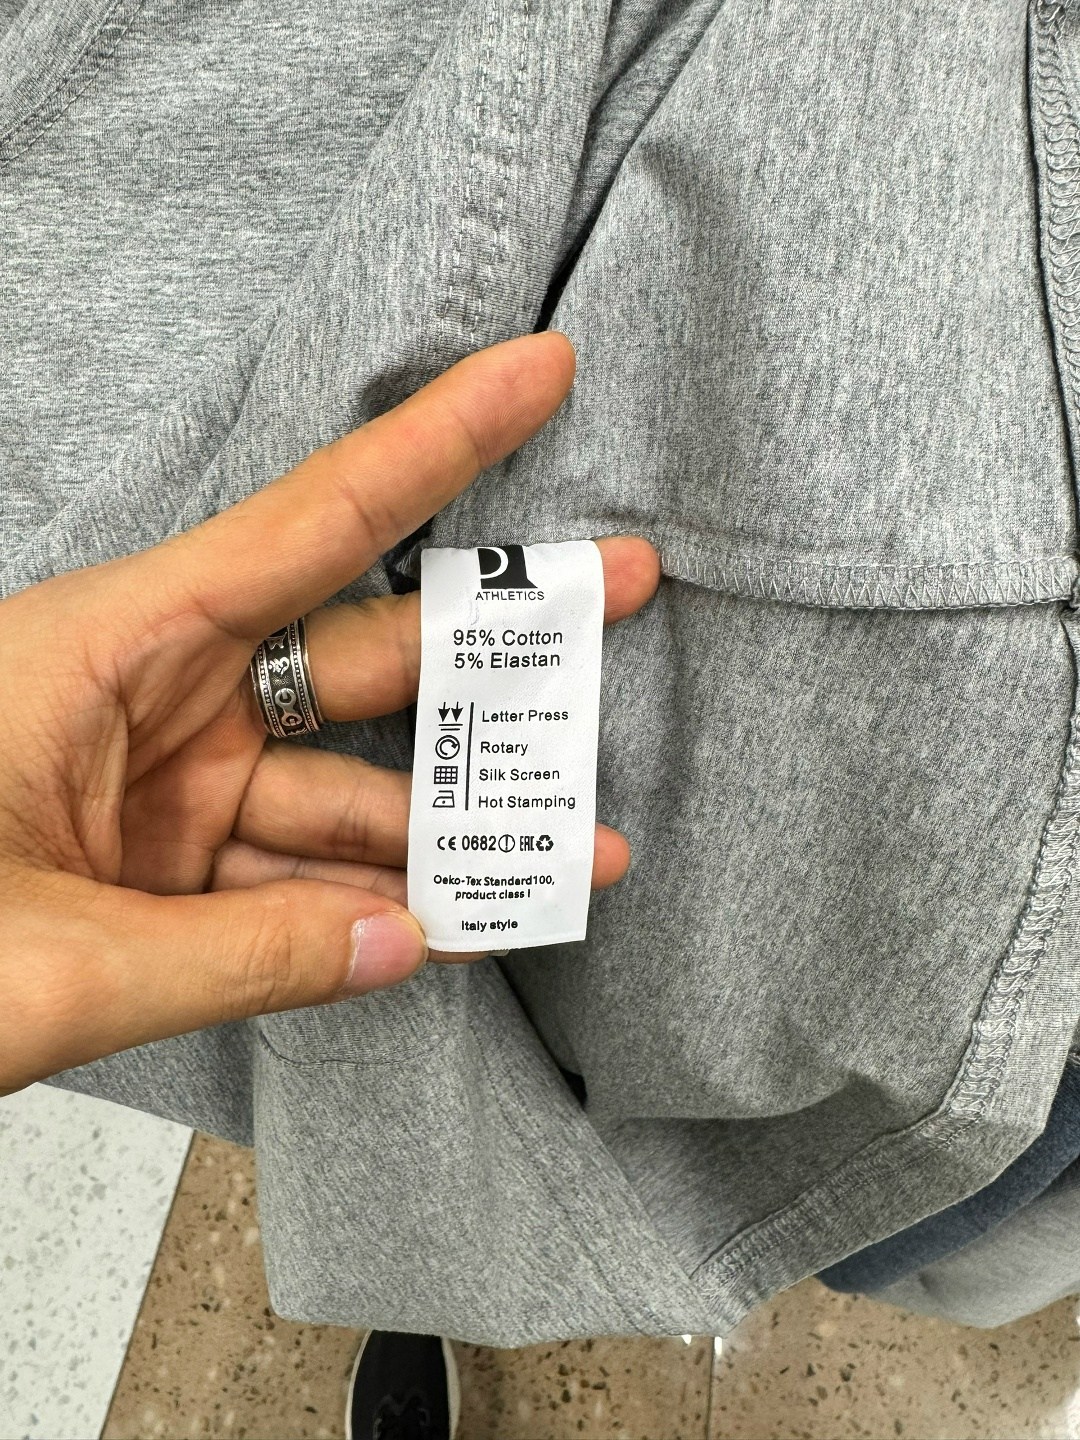 ATHLETICS
95% Cotton
5% Elastan
Letter Press
Rotary
Silk Screen
Hot Stamping
CE 0682 EAC
Oeko-Tex Standard100,
product class I
Italy style